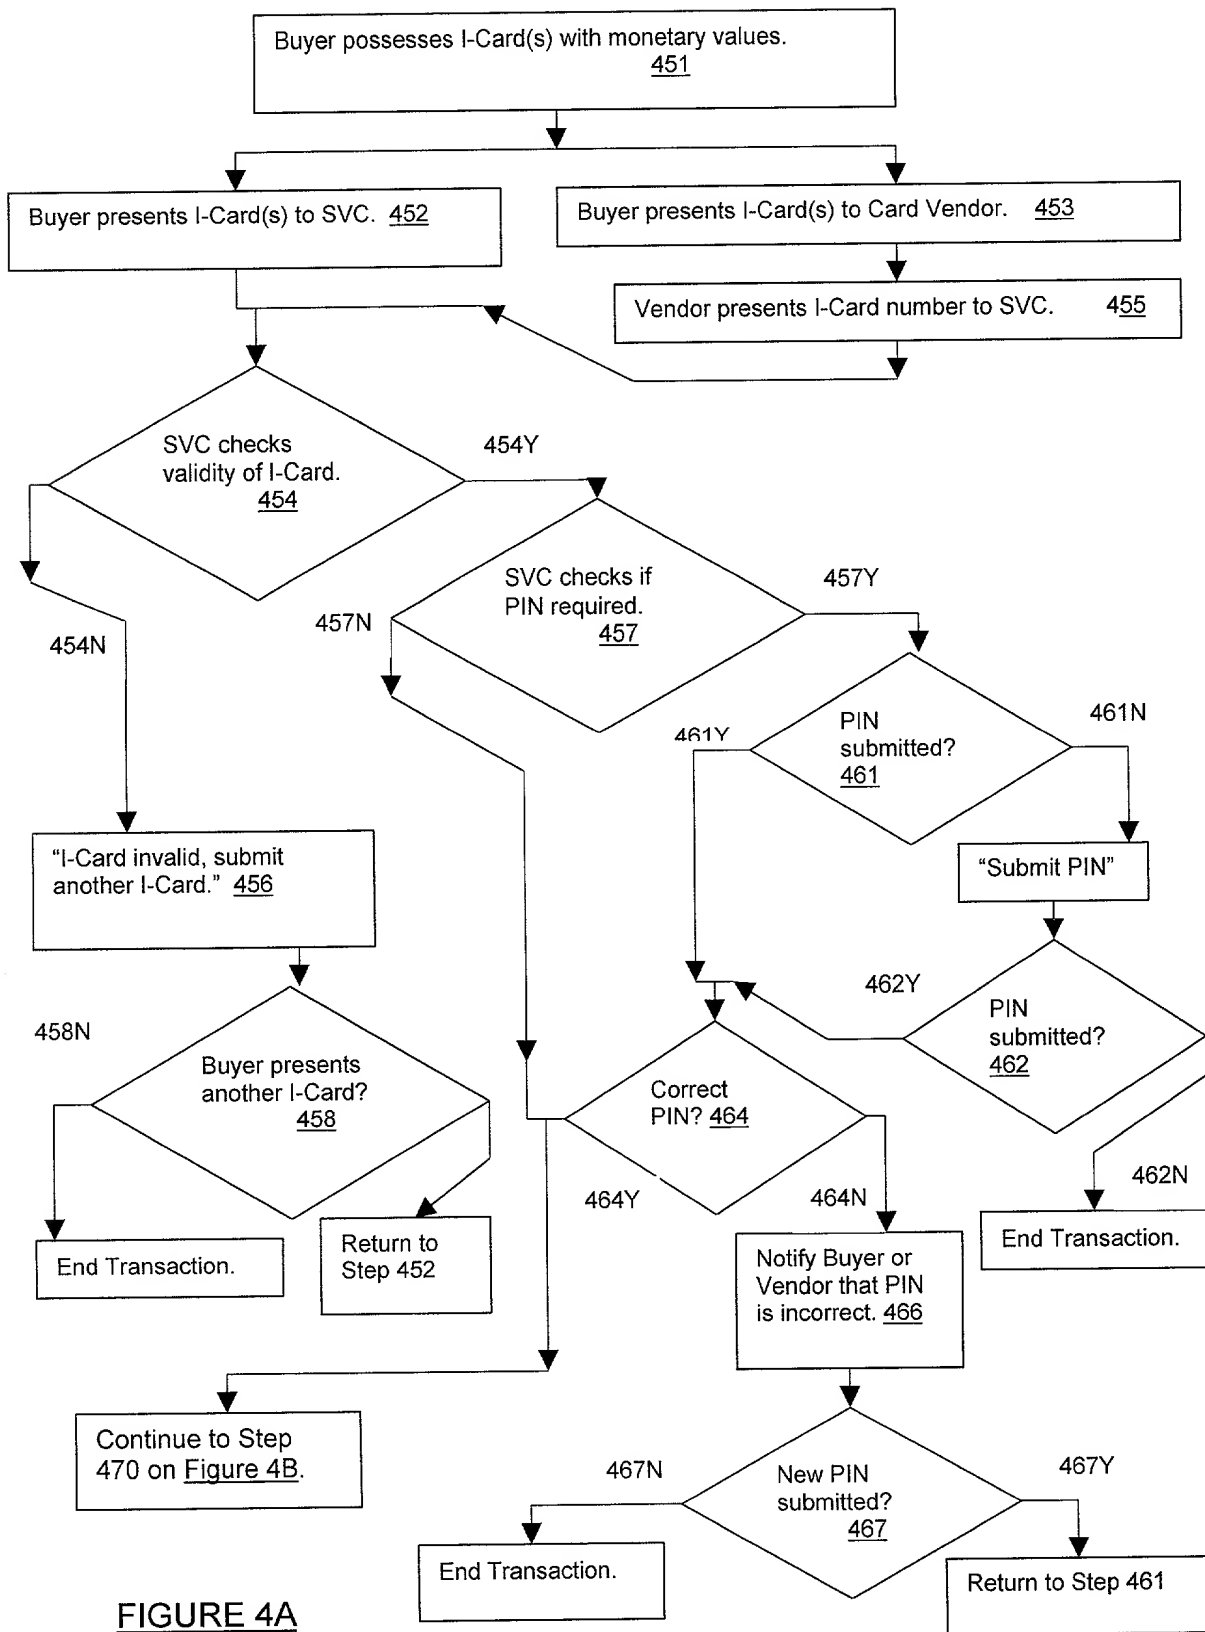 Buyer possesses I-Card(s) with monetary values.
451
Buyer presents I-Card(s) to SVC. 452
Buyer presents I-Card(s) to Card Vendor. 453
Vendor presents I-Card number to SVC. 455
SVC checks
validity of I-Card.
454
454Y
454N
SVC checks if
PIN required.
457
457Y
457N
PIN
submitted?
461
461Y
461N
"I-Card invalid, submit
another I-Card." 456
"Submit PIN"
PIN
submitted?
462
462Y
462N
458N
Buyer presents
another I-Card?
458
Correct
PIN? 464
464Y
464N
End Transaction.
Return to
Step 452
Notify Buyer or
Vendor that PIN
is incorrect. 466
End Transaction.
Continue to Step
470 on Figure 4B.
467N
New PIN
submitted?
467
467Y
End Transaction.
Return to Step 461
FIGURE 4A